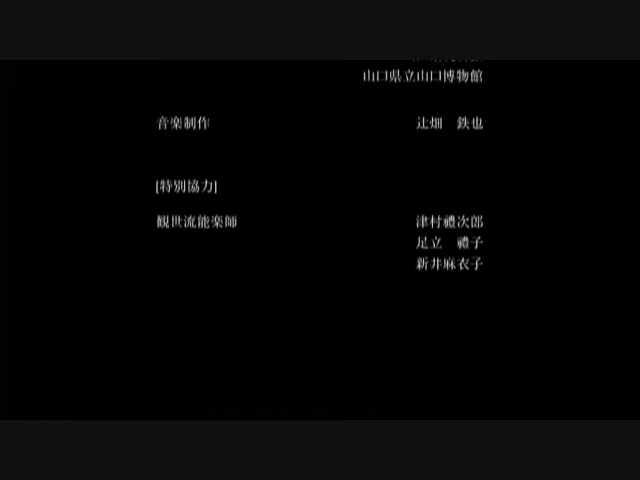 山口県立山口博物館
音楽制作 辻畑 鉄也
[特別協力]
観世流能楽師 津村禮次郎
足立 禮子
新井麻衣子